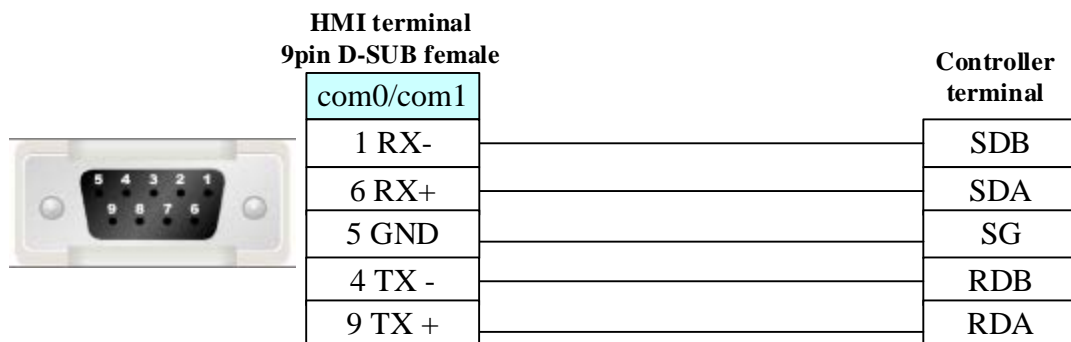 HMI terminal
9pin D-SUB female
Controller
terminal
com0/com1
1 RX-
SDB
6 RX+
SDA
5 GND
SG
4 TX -
RDB
9 TX +
RDA
5 4 3 2 1
9 8 7 6